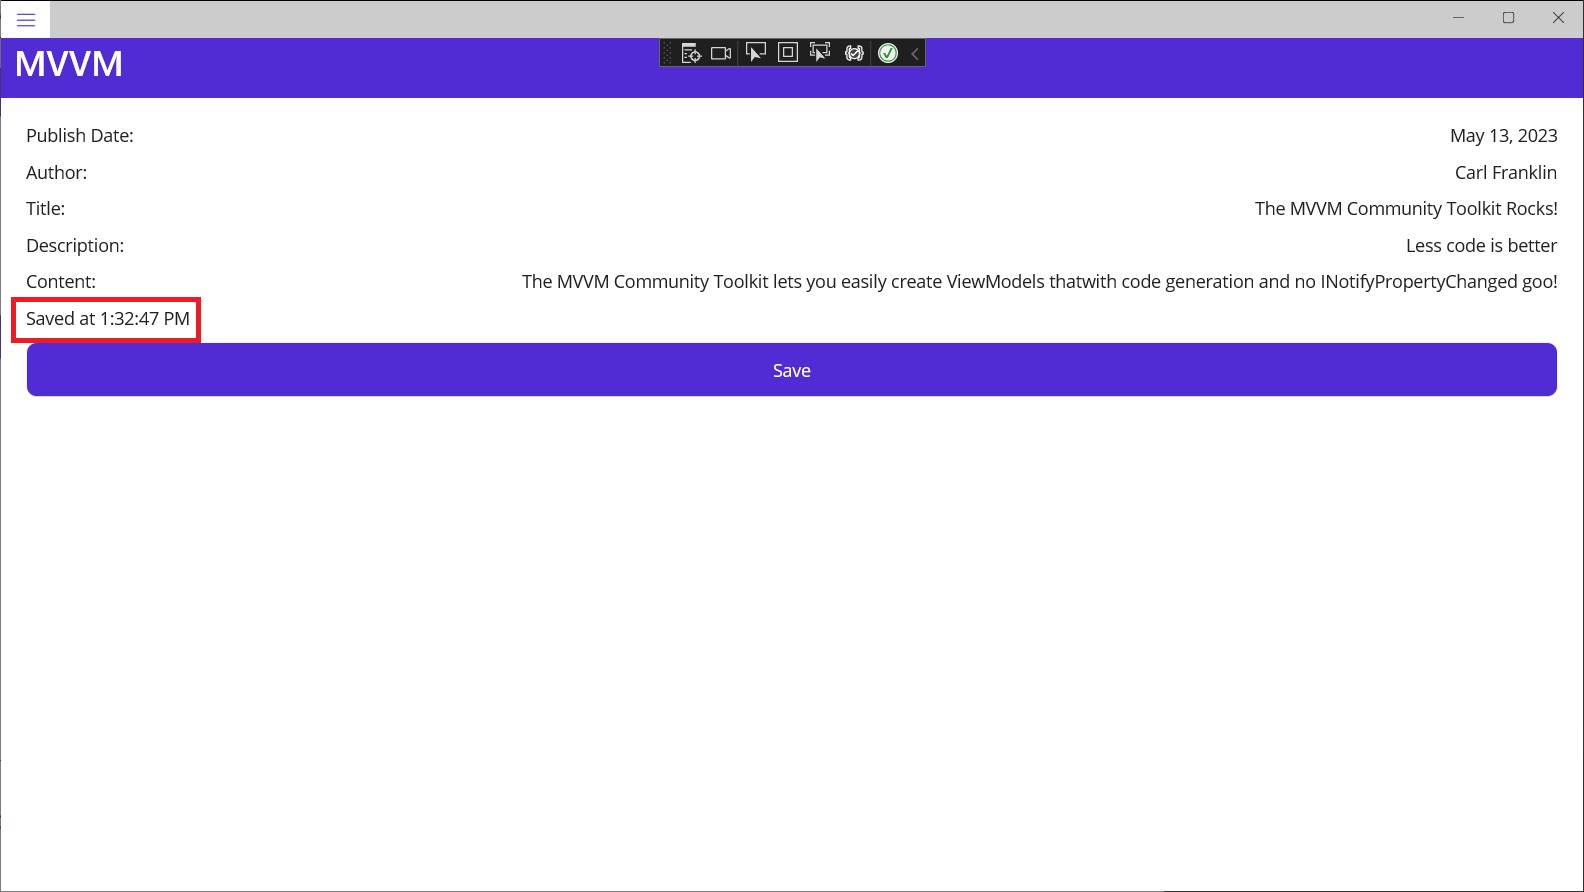 MVVM
Publish Date: May 13, 2023
Author: Carl Franklin
Title: The MVVM Community Toolkit Rocks!
Description: Less code is better
Content: The MVVM Community Toolkit lets you easily create ViewModels thatwith code generation and no INotifyPropertyChanged goo!
Saved at 1:32:47 PM
Save